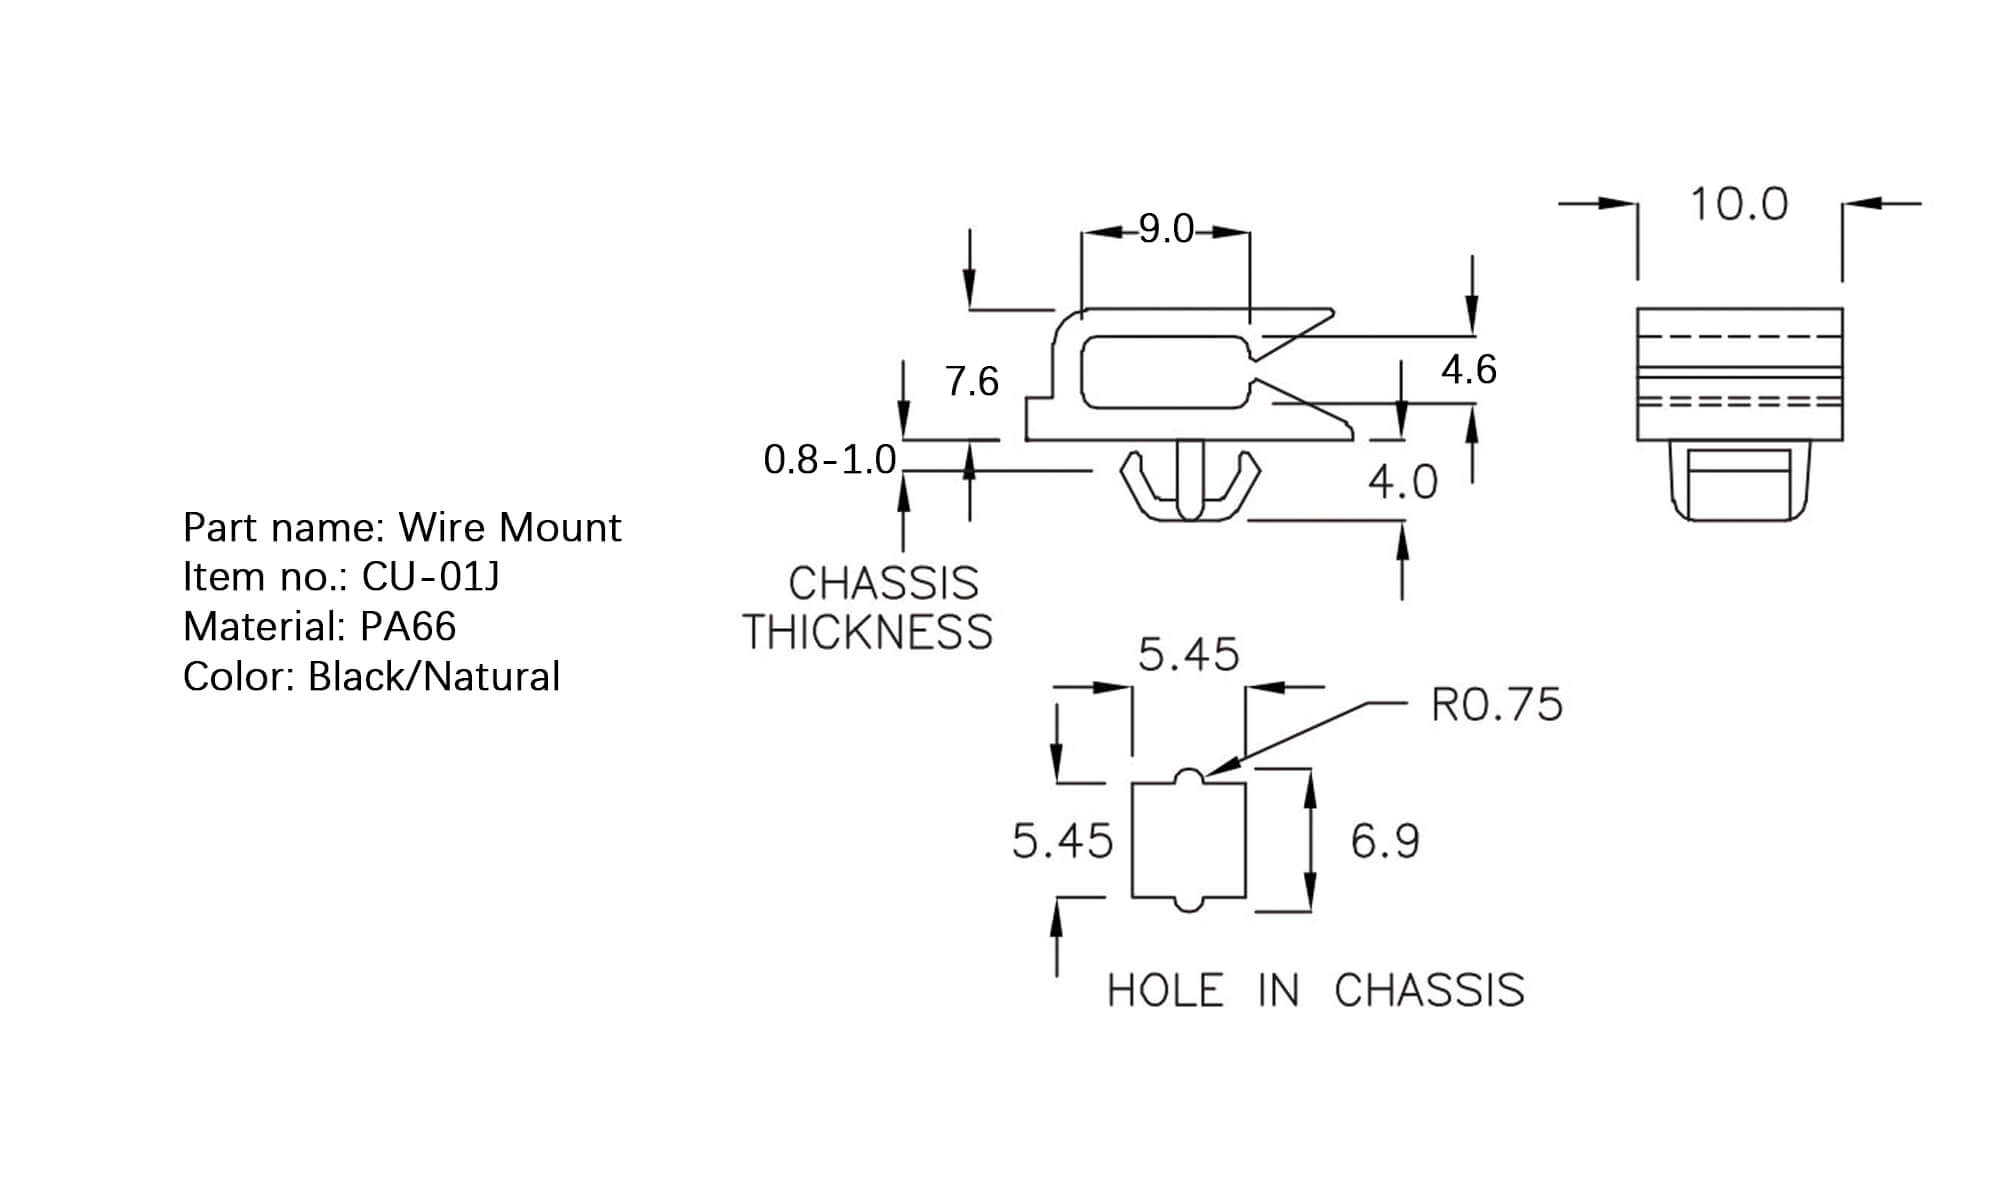 Part name: Wire Mount
Item no.: CU-01J
Material: PA66
Color: Black/Natural
10.0
9.0
7.6
4.6
0.8-1.0
4.0
CHASSIS
THICKNESS
5.45
R0.75
5.45
6.9
HOLE IN CHASSIS